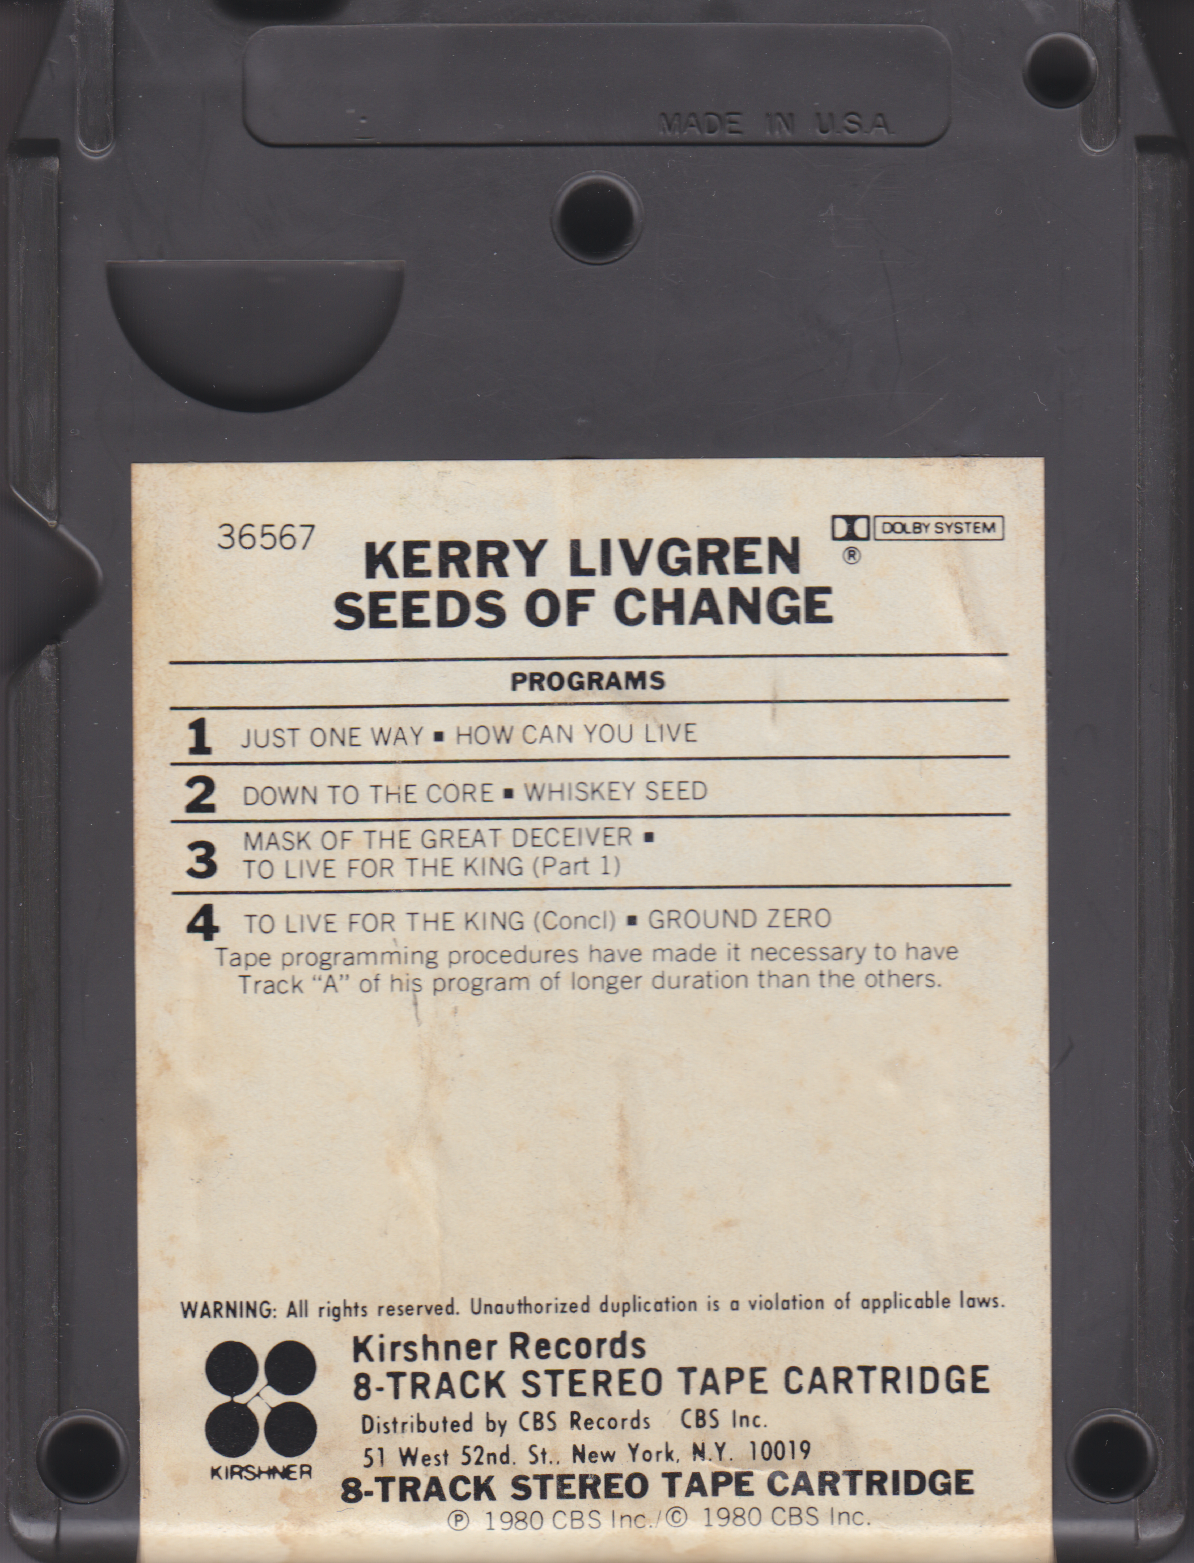 MADE IN U.S.A.
36567
DOLBY SYSTEM
®
KERRY LIVGREN
SEEDS OF CHANGE
PROGRAMS
1 JUST ONE WAY ▪ HOW CAN YOU LIVE
2 DOWN TO THE CORE ▪ WHISKEY SEED
3 MASK OF THE GREAT DECEIVER ▪
TO LIVE FOR THE KING (Part 1)
4 TO LIVE FOR THE KING (Concl) ▪ GROUND ZERO
Tape programming procedures have made it necessary to have
Track “A” of his program of longer duration than the others.
WARNING: All rights reserved. Unauthorized duplication is a violation of applicable laws.
Kirshner Records
8-TRACK STEREO TAPE CARTRIDGE
Distributed by CBS Records CBS Inc.
51 West 52nd. St., New York, N.Y. 10019
KIRSHNER
8-TRACK STEREO TAPE CARTRIDGE
℗ 1980 CBS Inc./© 1980 CBS Inc.